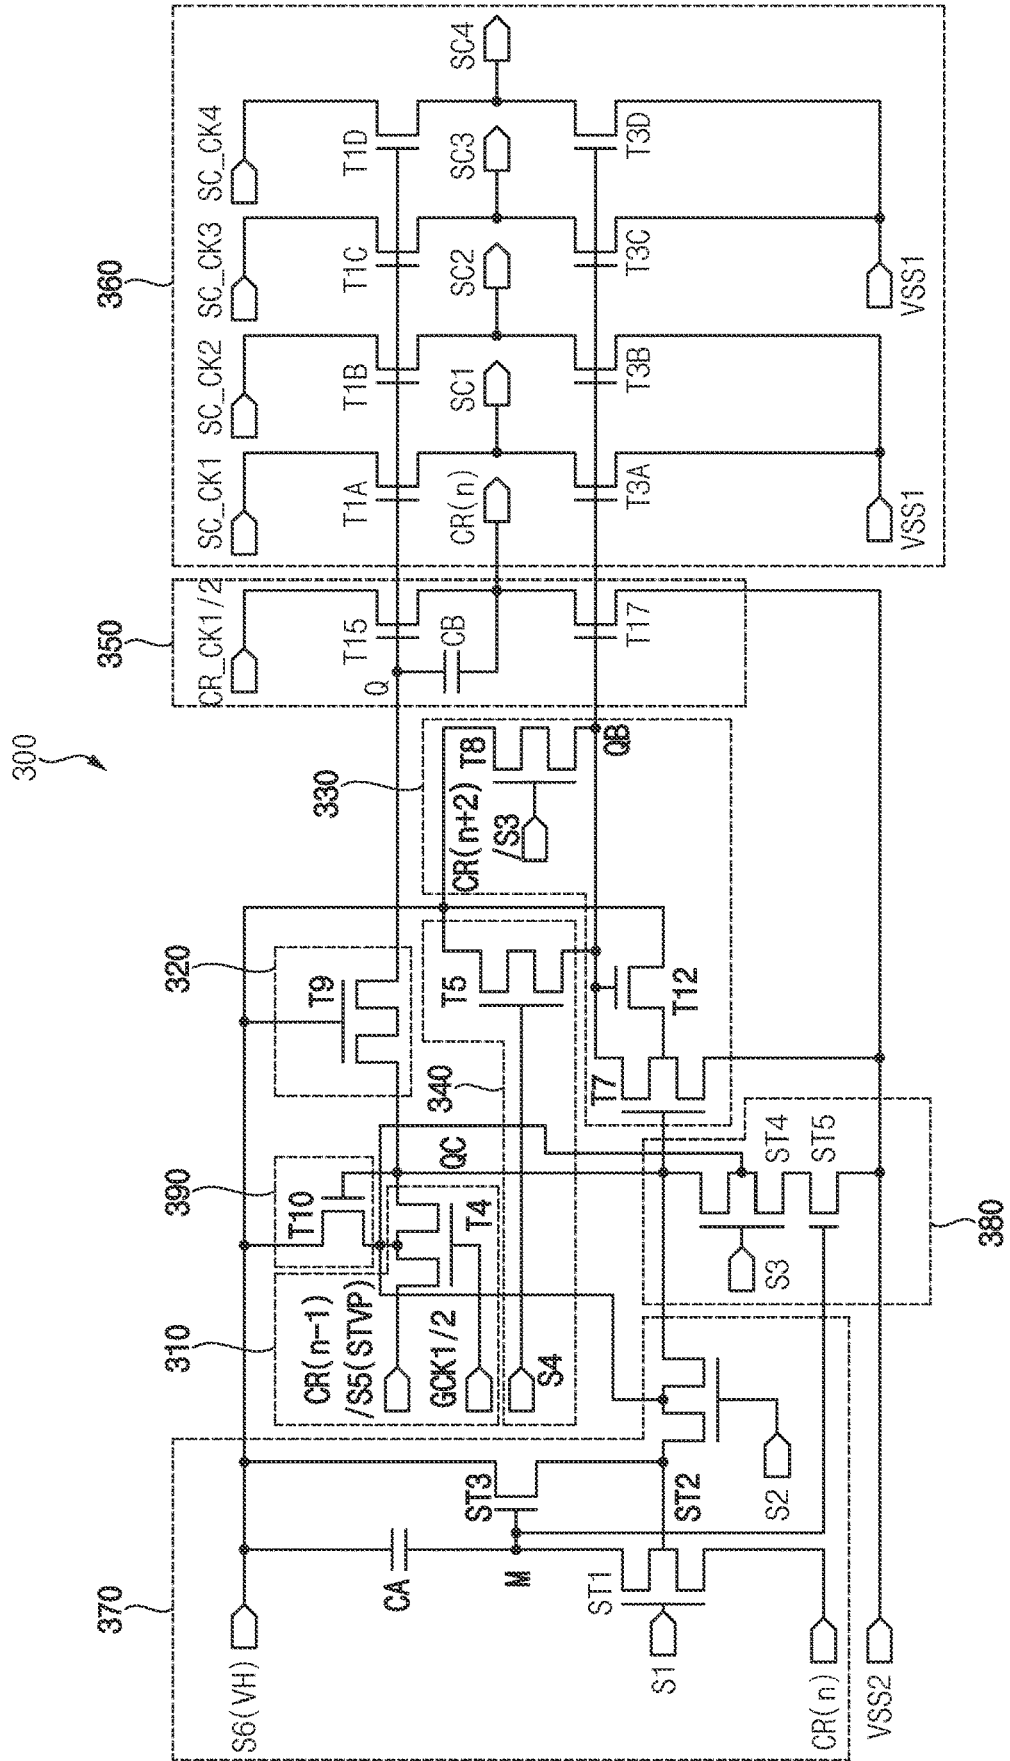 300
370
310
390
320
330
350
360
340
380
S6(VH)
CA
M
ST3
ST1
S1
CR(n)
VSS2
ST2
S2
CR(n-1)
/S5(STVP)
GCK1/2
S4
T10
T4
QC
T9
T5
T7
T12
S3
ST4
ST5
CR(n+2)
/S3
T8
QB
Q
CB
CR_CK1/2
T15
T17
CR(n)
SC_CK1
T1A
SC1
T3A
VSS1
SC_CK2
T1B
SC2
T3B
SC_CK3
T1C
SC3
T3C
VSS1
SC_CK4
T1D
SC4
T3D